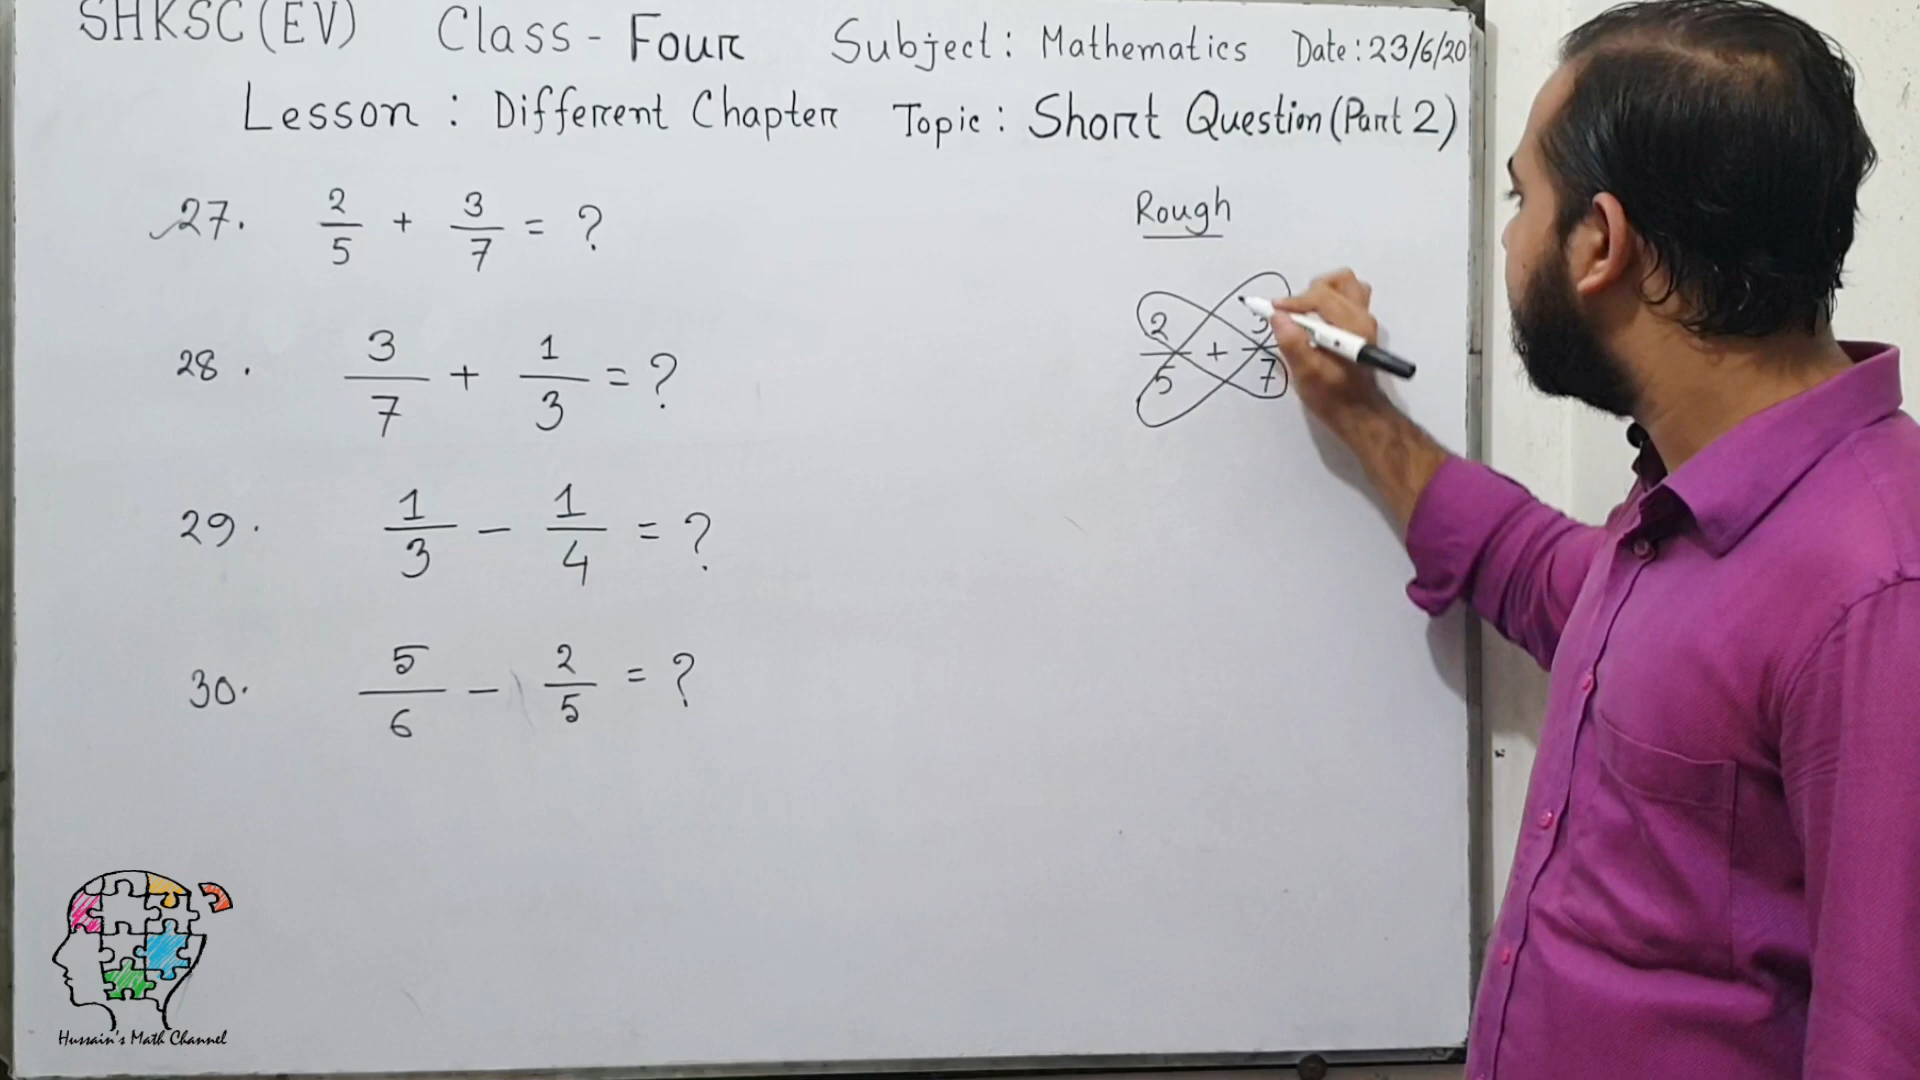 SHKSC (EV) Class - Four Subject: Mathematics Date: 23/6/20
Lesson: Different Chapter Topic: Short Question (Part 2)
27. 2/5 + 3/7 = ?
Rough
2/5 + 3/7
28. 3/7 + 1/3 = ?
29. 1/3 - 1/4 = ?
30. 5/6 - 2/5 = ?
Hussain's Math Channel